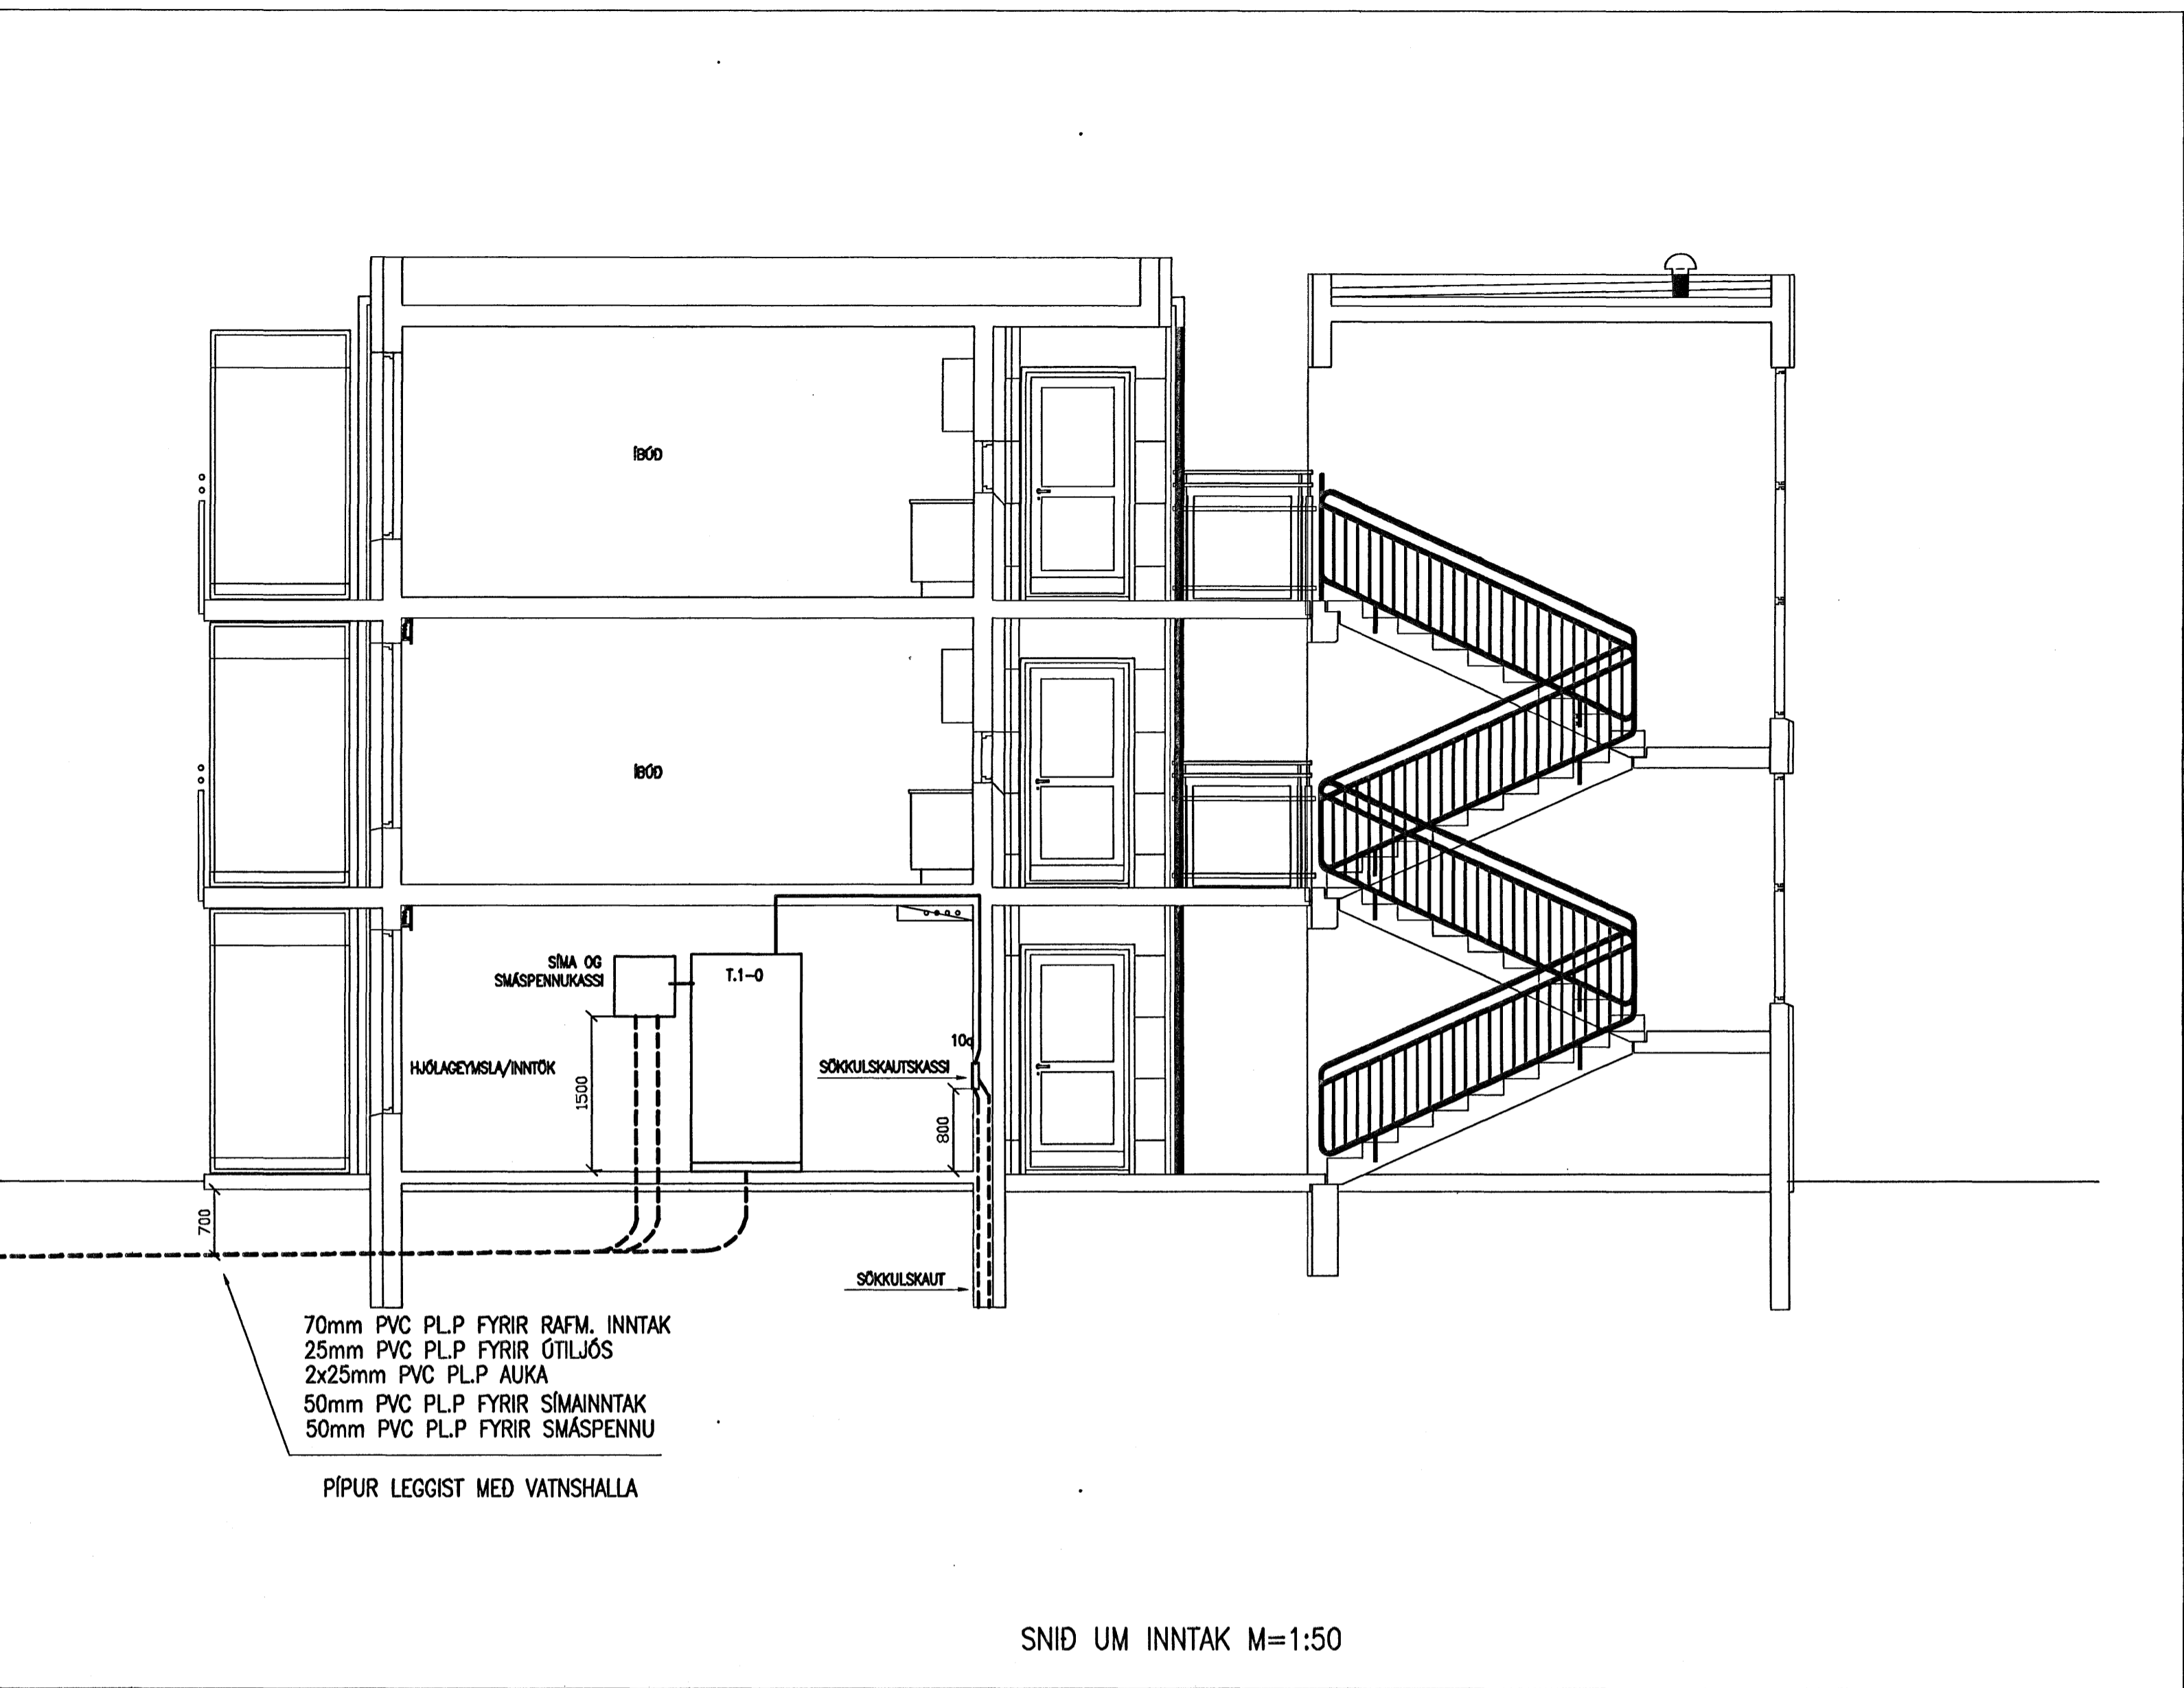 ÍBÚÐ
ÍBÚÐ
SÍMA OG
SMÁSPENNUKASSI
T.1-0
10q
HJÓLAGEYMSLA/INNTÖK
SÖKKULSKAUTSKASSI
1500
800
700
SÖKKULSKAUT
70mm PVC PL.P FYRIR RAFM. INNTAK
25mm PVC PL.P FYRIR ÚTILJÓS
2x25mm PVC PL.P AUKA
50mm PVC PL.P FYRIR SÍMAINNTAK
50mm PVC PL.P FYRIR SMÁSPENNU
PÍPUR LEGGIST MEÐ VATNSHALLA
SNIÐ UM INNTAK M=1:50